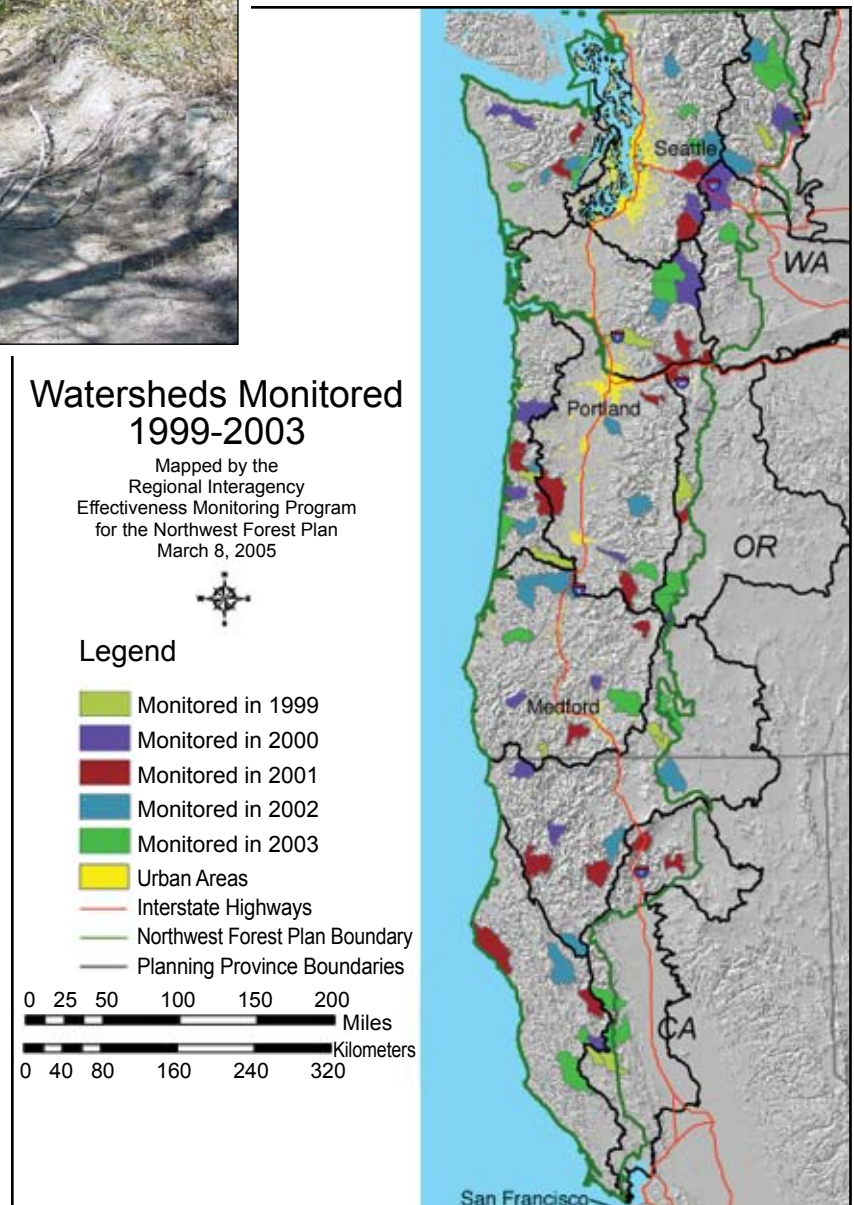 Watersheds Monitored
1999-2003
Mapped by the
Regional Interagency
Effectiveness Monitoring Program
for the Northwest Forest Plan
March 8, 2005
Legend
Monitored in 1999
Monitored in 2000
Monitored in 2001
Monitored in 2002
Monitored in 2003
Urban Areas
Interstate Highways
Northwest Forest Plan Boundary
Planning Province Boundaries
0 25 50 100 150 200
Miles
Kilometers
0 40 80 160 240 320
Seattle
WA
Portland
OR
Medford
CA
San Francisco